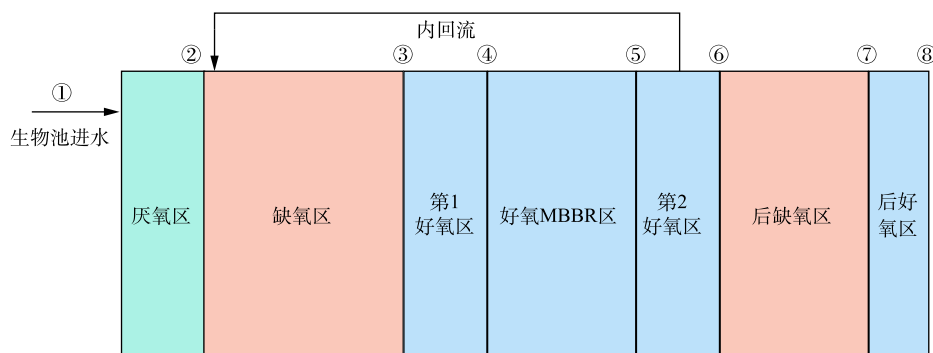 内回流
②
③
④
⑤
⑥
⑦
⑧
①
生物池进水
厌氧区
缺氧区
第1
好氧区
好氧MBBR区
第2
好氧区
后缺氧区
后好
氧区